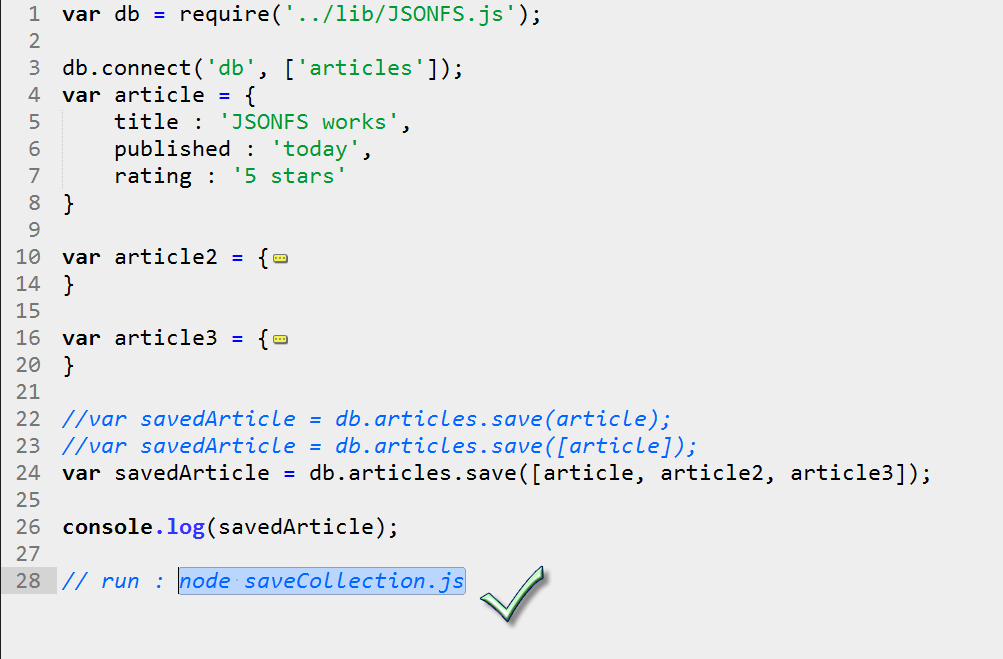 1 var db = require('../lib/JSONFS.js');
2
3 db.connect('db', ['articles']);
4 var article = {
5     title : 'JSONFS works',
6     published : 'today',
7     rating : '5 stars'
8 }
9
10 var article2 = {
14 }
15
16 var article3 = {
20 }
21
22 //var savedArticle = db.articles.save(article);
23 //var savedArticle = db.articles.save([article]);
24 var savedArticle = db.articles.save([article, article2, article3]);
25
26 console.log(savedArticle);
27
28 // run : node saveCollection.js